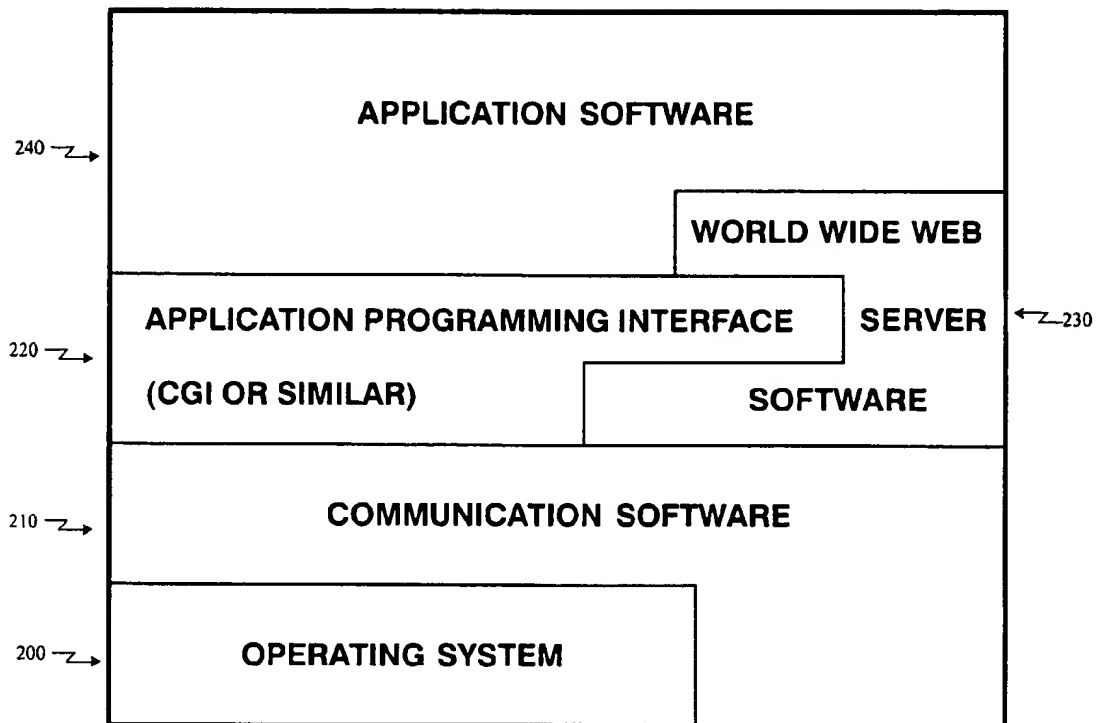 APPLICATION SOFTWARE
240
WORLD WIDE WEB
APPLICATION PROGRAMMING INTERFACE
SERVER
230
220
(CGI OR SIMILAR)
SOFTWARE
210
COMMUNICATION SOFTWARE
200
OPERATING SYSTEM